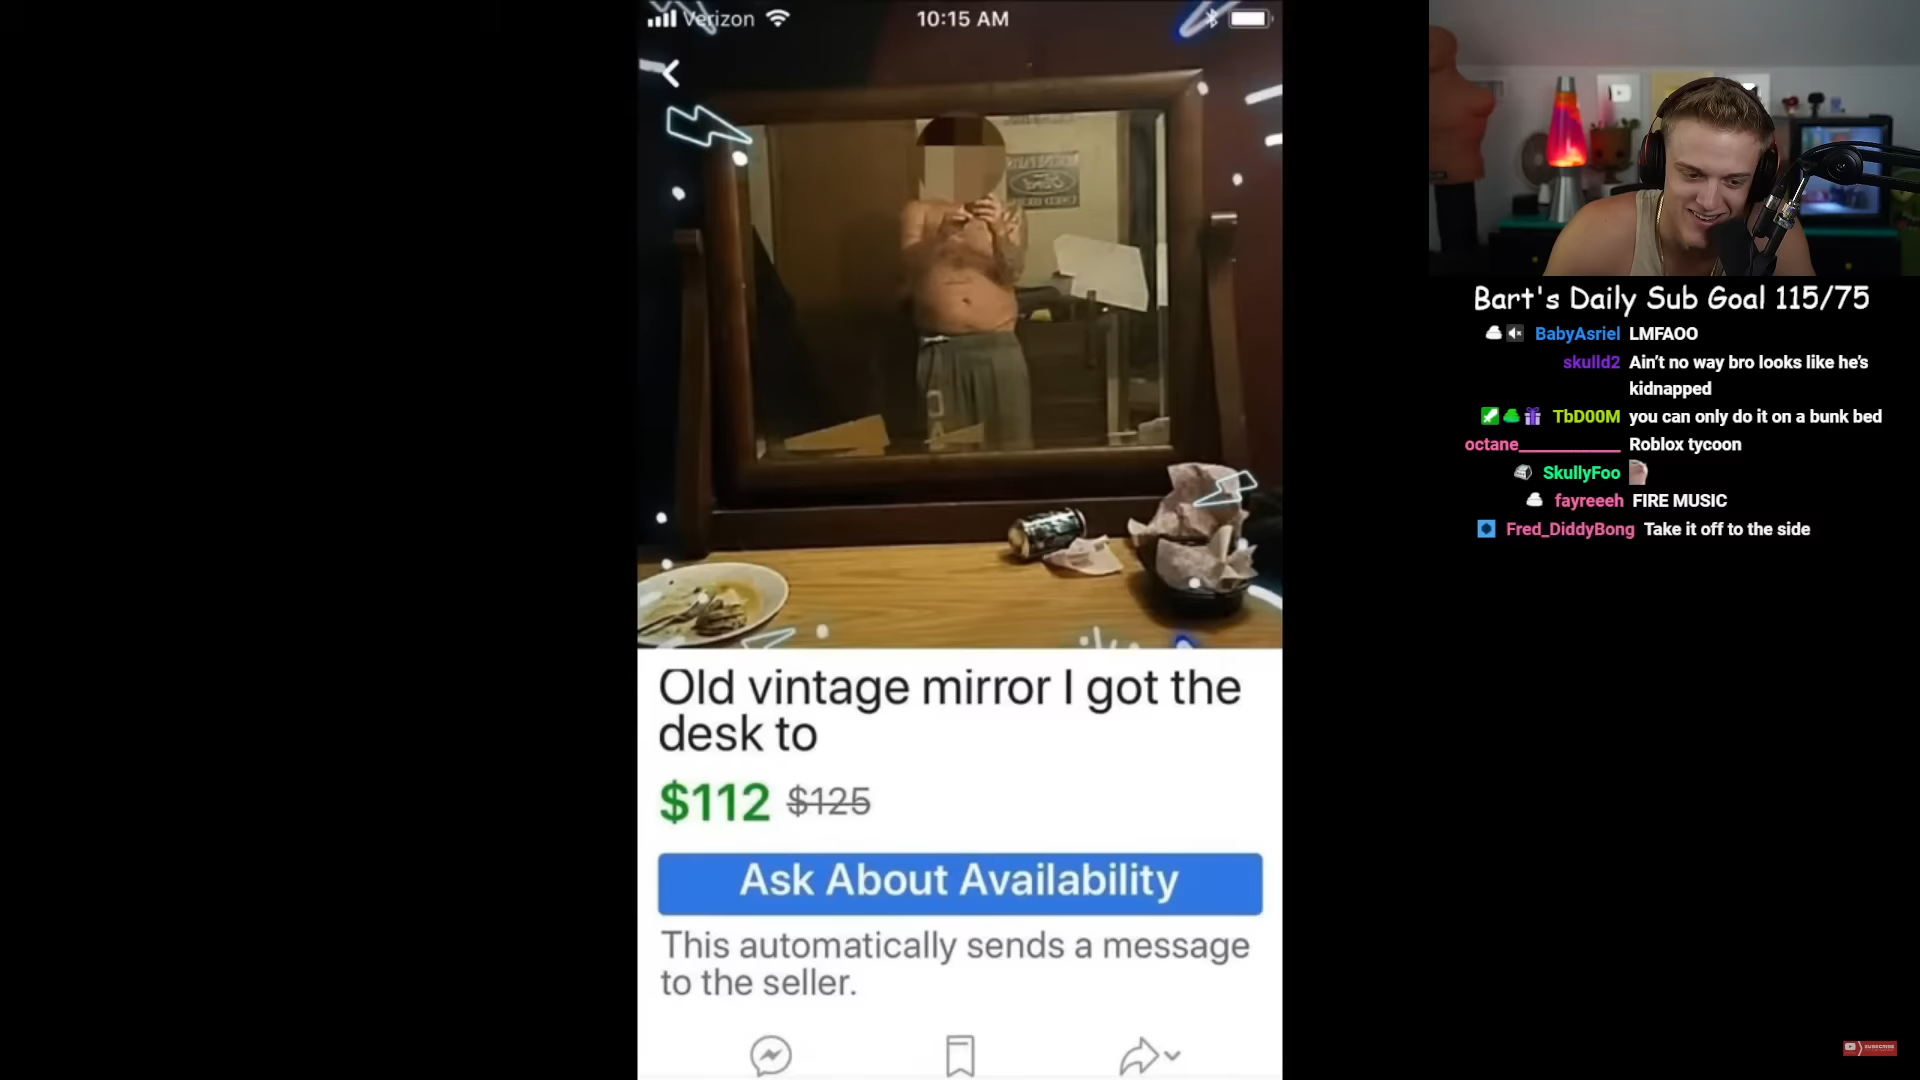 Verizon
10:15 AM
Ford
Old vintage mirror I got the
desk to
$112 $125
Ask About Availability
This automatically sends a message
to the seller.
Bart's Daily Sub Goal 115/75
BabyAsriel LMFAOO
skulld2 Ain't no way bro looks like he's
kidnapped
TbD00M you can only do it on a bunk bed
octane____________ Roblox tycoon
SkullyFoo
fayreeeh FIRE MUSIC
Fred_DiddyBong Take it off to the side
SUBSCRIBE